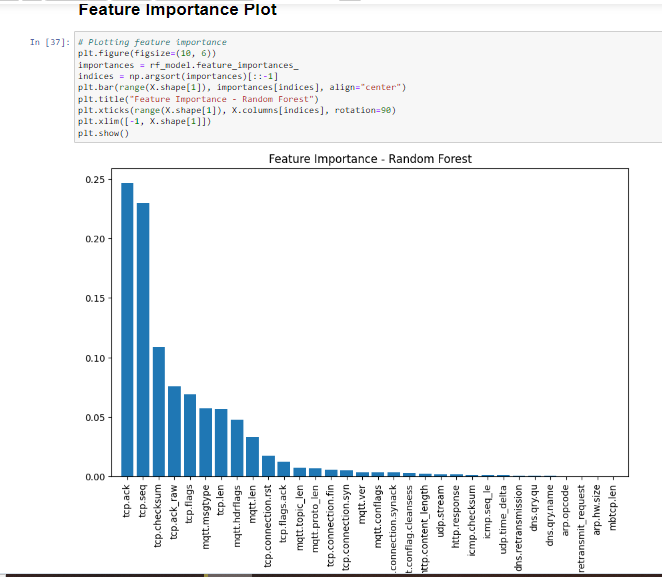 Feature Importance Plot
In [37]:
# Plotting feature importance
plt.figure(figsize=(10, 6))
importances = rf_model.feature_importances_
indices = np.argsort(importances)[::-1]
plt.bar(range(X.shape[1]), importances[indices], align="center")
plt.title("Feature Importance - Random Forest")
plt.xticks(range(X.shape[1]), X.columns[indices], rotation=90)
plt.xlim([-1, X.shape[1]])
plt.show()
Feature Importance - Random Forest
0.25
0.20
0.15
0.10
0.05
0.00
tcp.ack
tcp.seq
tcp.checksum
tcp.ack_raw
tcp.flags
mqtt.msgtype
tcp.len
mqtt.hdrflags
mqtt.len
tcp.connection.rst
tcp.flags.ack
mqtt.topic_len
mqtt.proto_len
tcp.connection.fin
tcp.connection.syn
mqtt.ver
mqtt.conflags
.connection.synack
t.conflag.cleansess
ttp.content_length
udp.stream
http.response
icmp.checksum
icmp.seq_le
udp.time_delta
dns.retransmission
dns.qry.qu
dns.qry.name
arp.opcode
retransmit_request
arp.hw.size
mbtcp.len